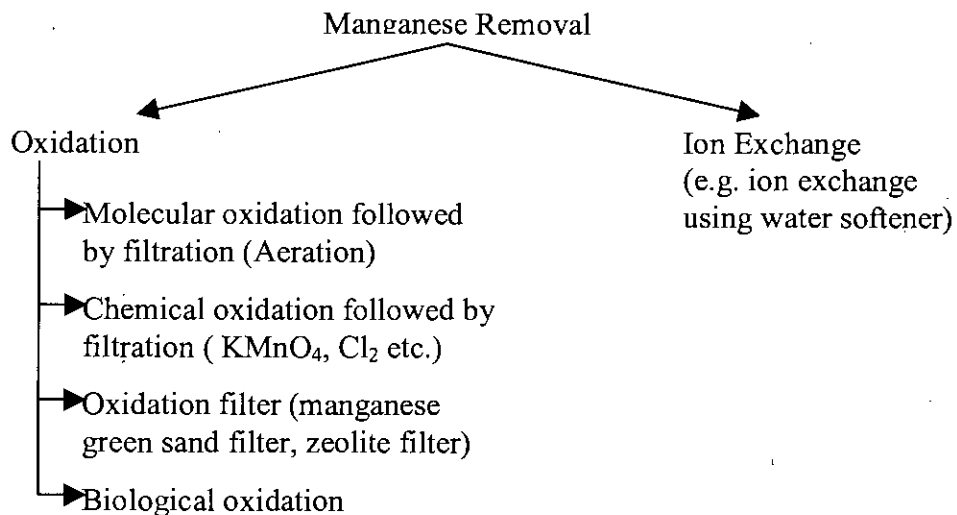 Manganese Removal
Oxidation
Molecular oxidation followed
by filtration (Aeration)
Chemical oxidation followed by
filtration ( KMnO₄, Cl₂ etc.)
Oxidation filter (manganese
green sand filter, zeolite filter)
Biological oxidation
Ion Exchange
(e.g. ion exchange
using water softener)